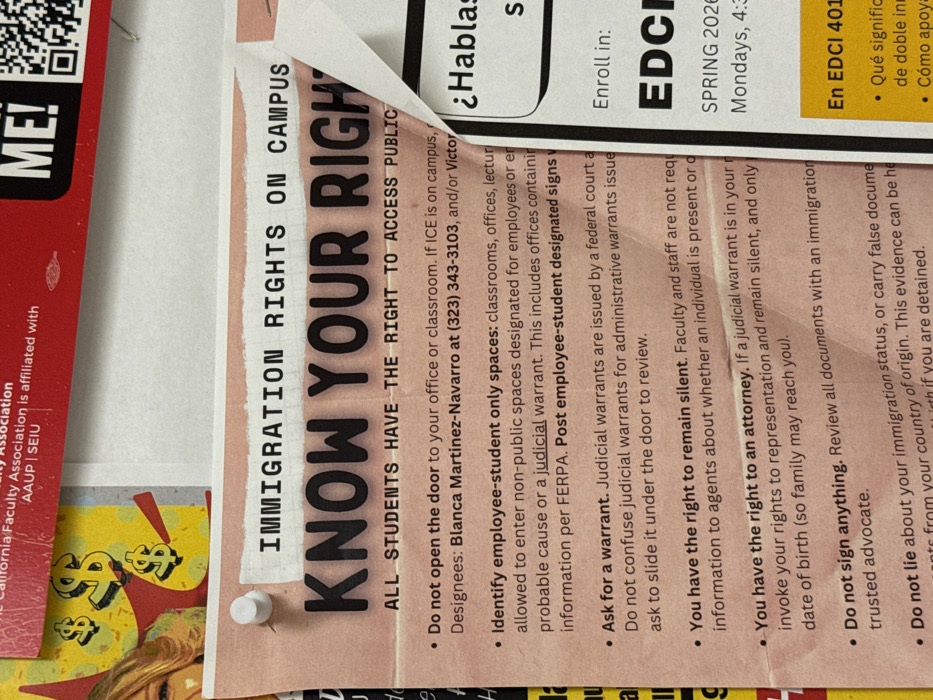 IMMIGRATION RIGHTS ON CAMPUS
KNOW YOUR RIGHT
ALL STUDENTS HAVE THE RIGHT TO ACCESS PUBLIC
• Do not open the door to your office or classroom. If ICE is on campus,
Designees: Blanca Martinez-Navarro at (323) 343-3103, and/or Victo
• Identify employee-student only spaces: classrooms, offices, lectur
allowed to enter non-public spaces designated for employees or
probable cause or a judicial warrant. This includes offices containin
information per FERPA. Post employee-student designated signs
• Ask for a warrant. Judicial warrants are issued by a federal court
Do not confuse judicial warrants for administrative warrants issue
ask to slide it under the door to review.
• You have the right to remain silent. Faculty and staff are not req
information to agents about whether an individual is present or
• You have the right to an attorney. If a judicial warrant is in your
invoke your rights to representation and remain silent, and only
date of birth (so family may reach you).
• Do not sign anything. Review all documents with an immigration
trusted advocate.
• Do not lie about your immigration status, or carry false docume
documents from your country of origin. This evidence can be he
if you are detained.
¿Hablas
s
Enroll in:
EDCI
SPRING 2026
Mondays, 4:3
En EDCI 401
• Qué signific
de doble in
• Cómo apoy
ME!
Faculty Association
California Faculty Association is affiliated with
AAUP | SEIU
$
$
$